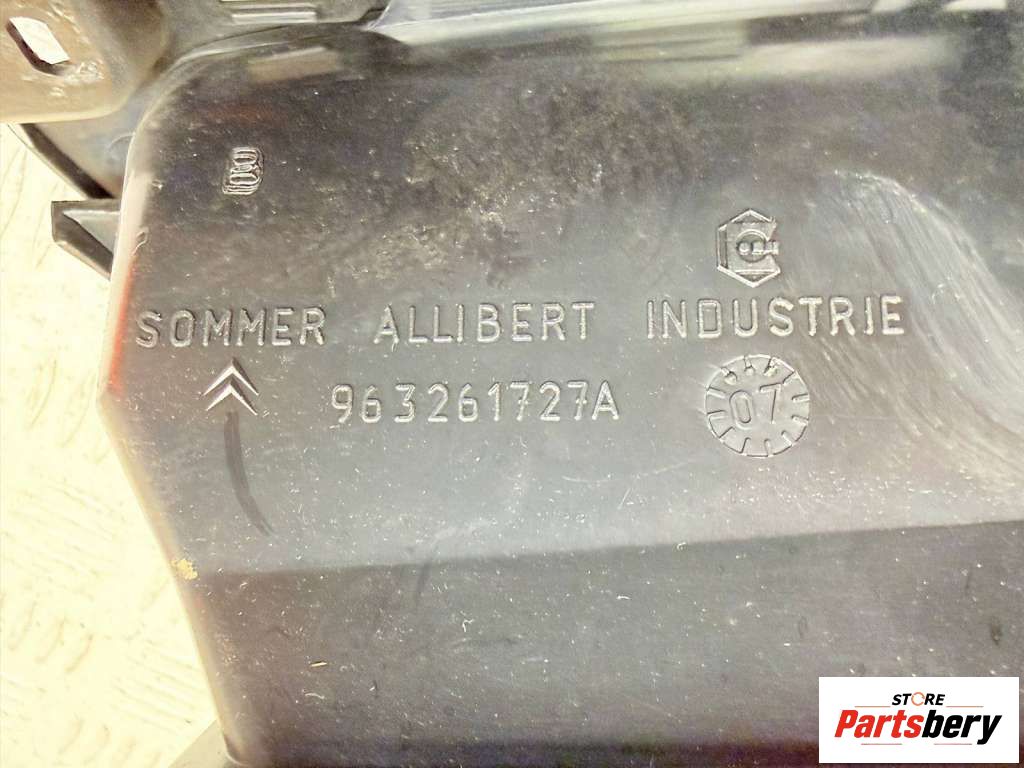 SOMMER ALLIBERT INDUSTRIE
963261727A
07
STORE
Partsbery